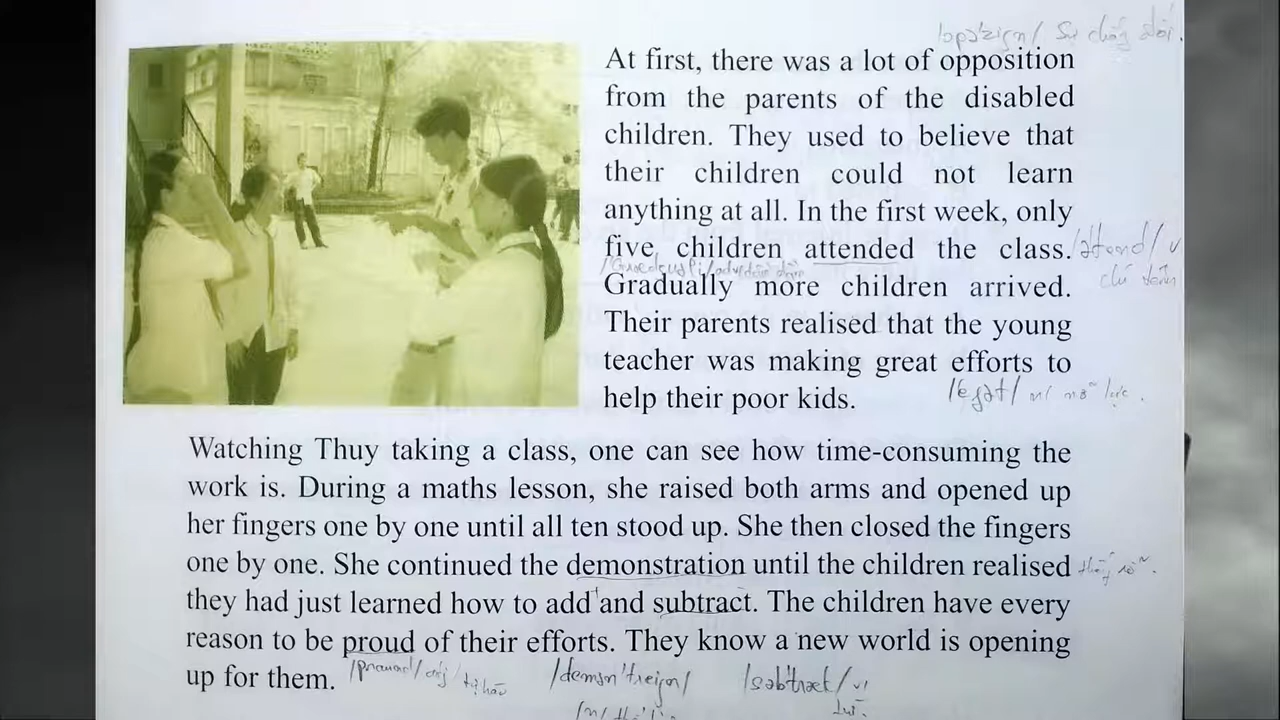 / Sự chống đối.
At first, there was a lot of opposition
from the parents of the disabled
children. They used to believe that
their children could not learn
anything at all. In the first week, only
five children attended the class.
Gradually more children arrived.
Their parents realised that the young
teacher was making great efforts to
help their poor kids.
Watching Thuy taking a class, one can see how time-consuming the
work is. During a maths lesson, she raised both arms and opened up
her fingers one by one until all ten stood up. She then closed the fingers
one by one. She continued the demonstration until the children realised
they had just learned how to add and subtract. The children have every
reason to be proud of their efforts. They know a new world is opening
up for them.